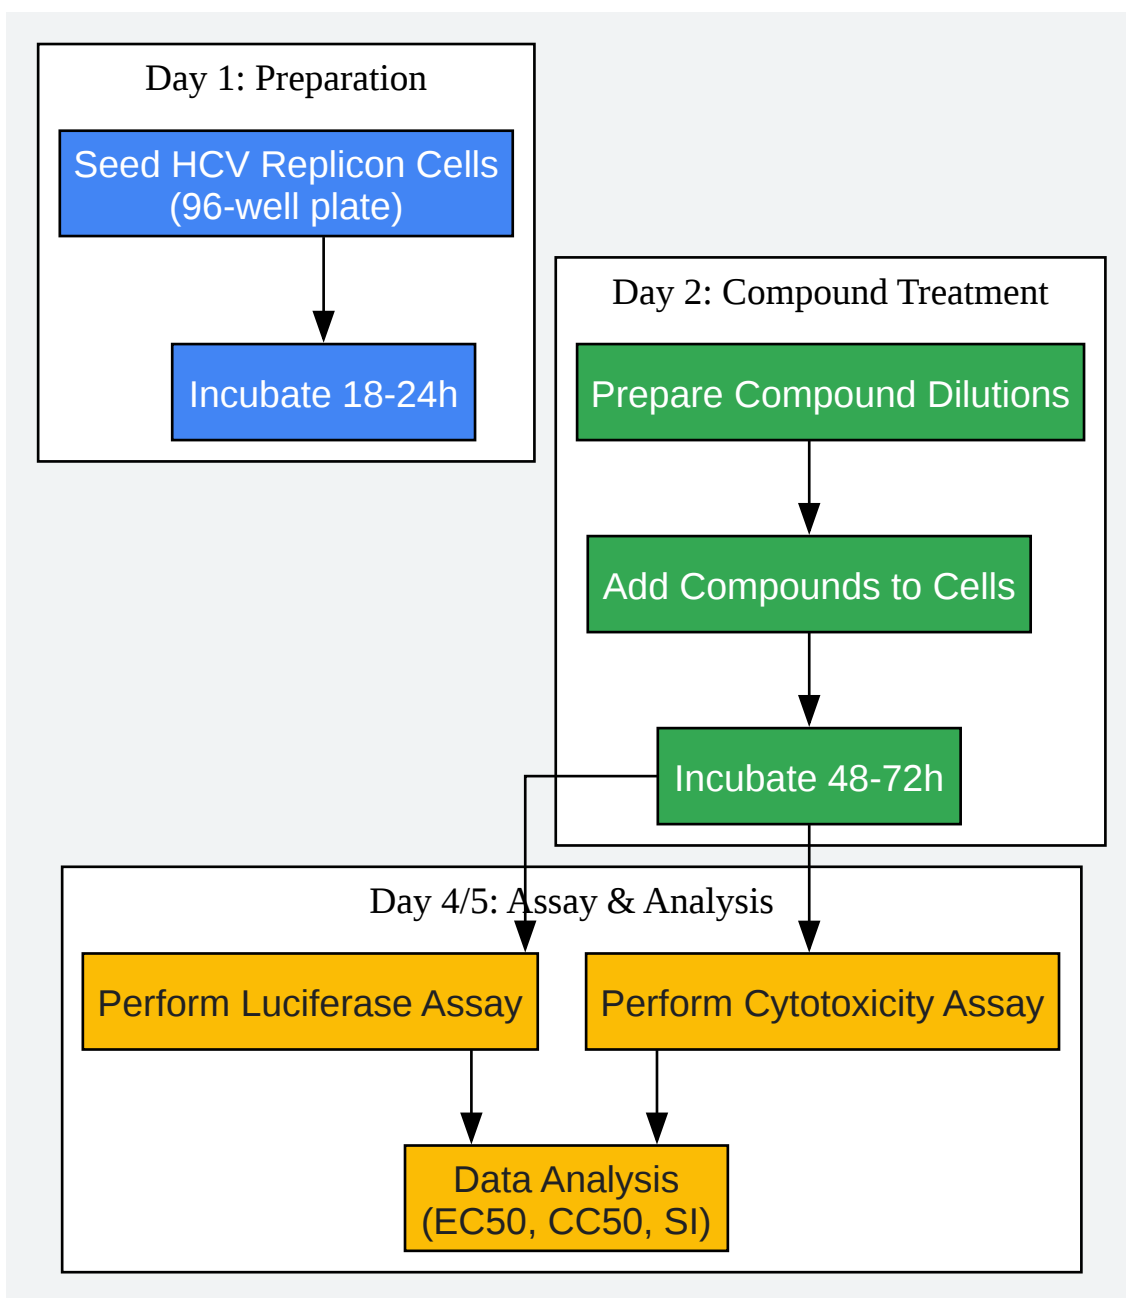 Day 1: Preparation
Seed HCV Replicon Cells
(96-well plate)
Incubate 18-24h
Day 2: Compound Treatment
Prepare Compound Dilutions
Add Compounds to Cells
Incubate 48-72h
Day 4/5: Assay & Analysis
Perform Luciferase Assay
Perform Cytotoxicity Assay
Data Analysis
(EC50, CC50, SI)